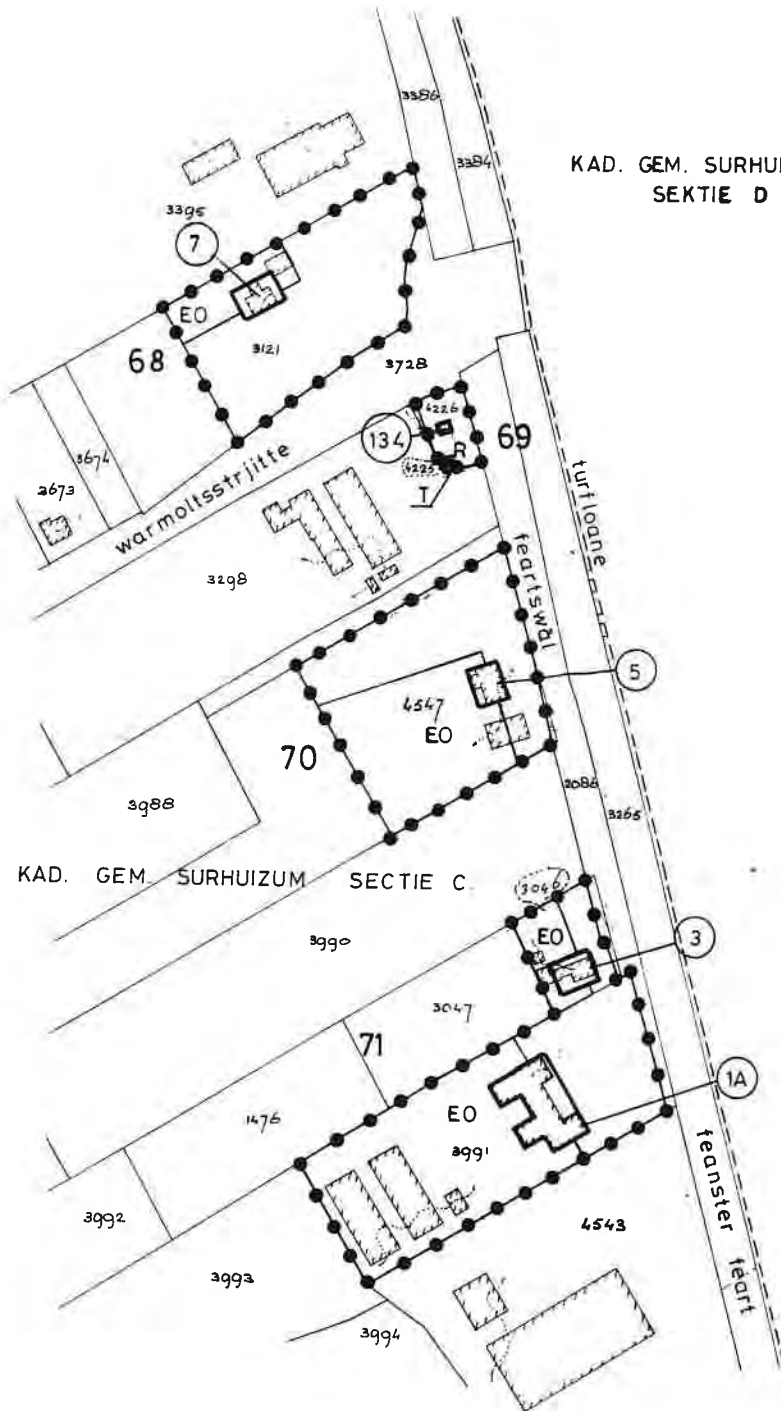 3386
3384
KAD. GEM. SURHUI
SEKTIE D
3395
7
EO
68
3121
3728
4226
134
R
69
4225
T
3674
3673
warmoltsstrjitte
turfloane
3298
feartswâl
5
4547
EO
70
2088
3265
3988
KAD. GEM. SURHUIZUM SECTIE C.
3040
3990
EO
3
3047
71
1A
1476
EO
3991
feanster feart
3992
4543
3993
3994